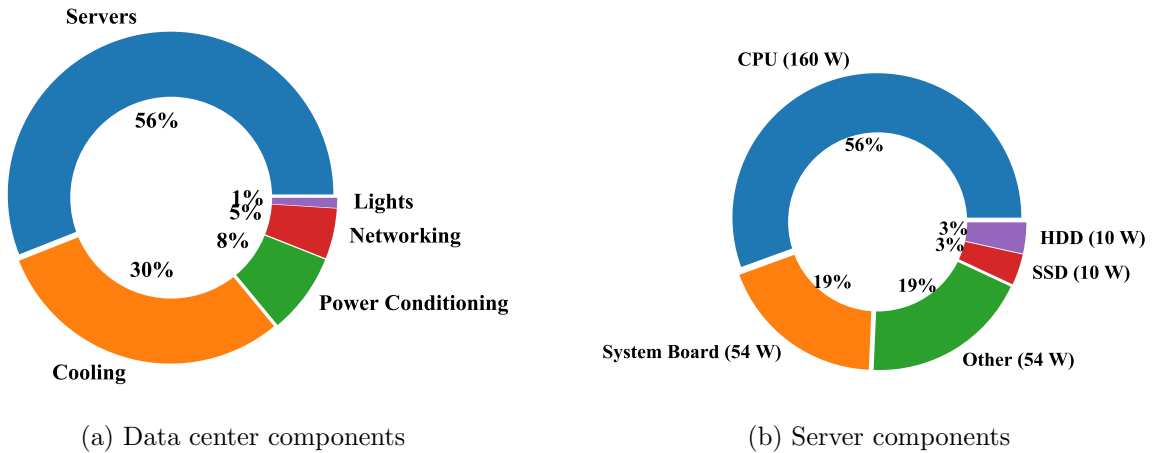 Servers
56%
1%
5%
8%
30%
Lights
Networking
Power Conditioning
Cooling
(a) Data center components
CPU (160 W)
56%
3%
3%
19%
19%
HDD (10 W)
SSD (10 W)
System Board (54 W)
Other (54 W)
(b) Server components